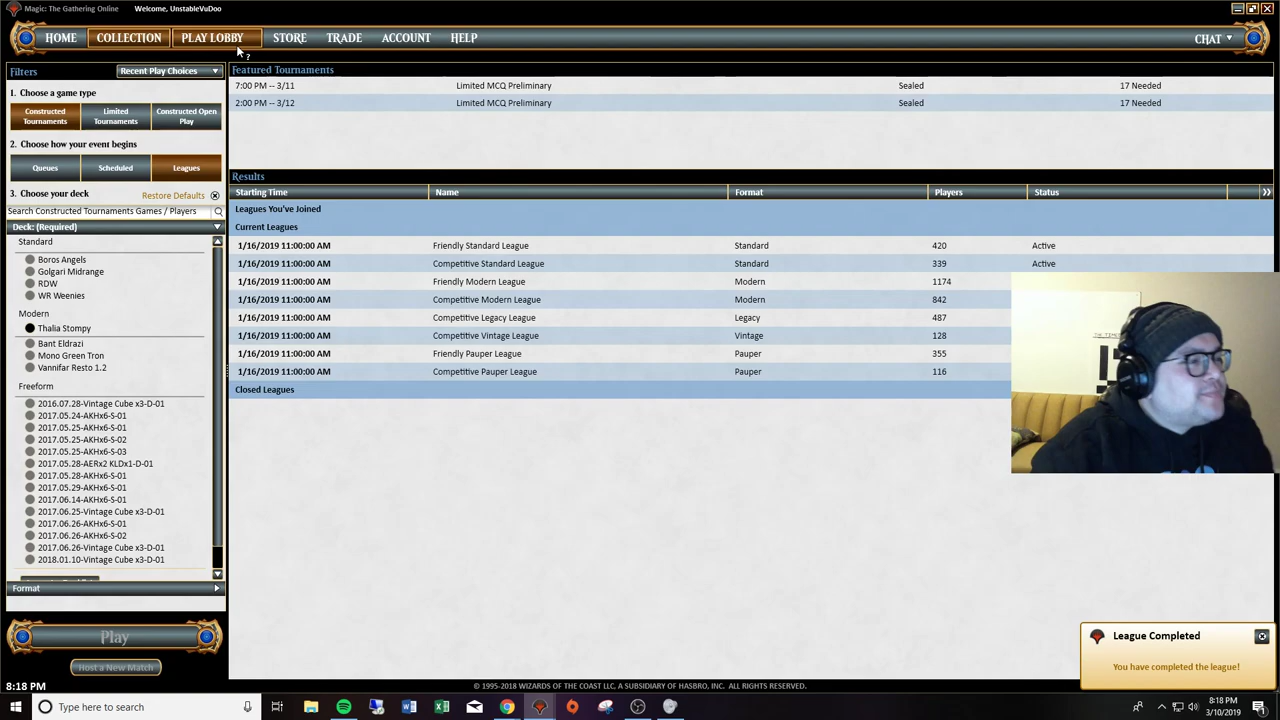 Magic: The Gathering Online Welcome, UnstableVuDoo
HOME COLLECTION PLAY LOBBY STORE TRADE ACCOUNT HELP CHAT
Filters Recent Play Choices
1. Choose a game type
Constructed Tournaments Limited Tournaments Constructed Open Play
2. Choose how your event begins
Queues Scheduled Leagues
3. Choose your deck Restore Defaults
Search Constructed Tournaments Games / Players
Deck: (Required)
Standard
Boros Angels
Golgari Midrange
RDW
WR Weenies
Modern
Thalia Stompy
Bant Eldrazi
Mono Green Tron
Vannifar Resto 1.2
Freeform
2016.07.28-Vintage Cube x3-D-01
2017.05.24-AKHx6-S-01
2017.05.25-AKHx6-S-01
2017.05.25-AKHx6-S-02
2017.05.25-AKHx6-S-03
2017.05.28-AERx2 KLDx1-D-01
2017.05.28-AKHx6-S-01
2017.05.29-AKHx6-S-01
2017.06.14-AKHx6-S-01
2017.06.25-Vintage Cube x3-D-01
2017.06.26-AKHx6-S-01
2017.06.26-AKHx6-S-02
2017.06.26-Vintage Cube x3-D-01
2018.01.10-Vintage Cube x3-D-01
Format
Play
Host a New Match
8:18 PM
Featured Tournaments
7:00 PM -- 3/11 Limited MCQ Preliminary Sealed 17 Needed
2:00 PM -- 3/12 Limited MCQ Preliminary Sealed 17 Needed
Results
Starting Time Name Format Players Status
Leagues You've Joined
Current Leagues
1/16/2019 11:00:00 AM Friendly Standard League Standard 420 Active
1/16/2019 11:00:00 AM Competitive Standard League Standard 339 Active
1/16/2019 11:00:00 AM Friendly Modern League Modern 1174
1/16/2019 11:00:00 AM Competitive Modern League Modern 842
1/16/2019 11:00:00 AM Competitive Legacy League Legacy 487
1/16/2019 11:00:00 AM Competitive Vintage League Vintage 128
1/16/2019 11:00:00 AM Friendly Pauper League Pauper 355
1/16/2019 11:00:00 AM Competitive Pauper League Pauper 116
Closed Leagues
League Completed
You have completed the league!
© 1995-2018 WIZARDS OF THE COAST LLC, A SUBSIDIARY OF HASBRO, INC. ALL RIGHTS RESERVED.
Type here to search
8:18 PM
3/10/2019